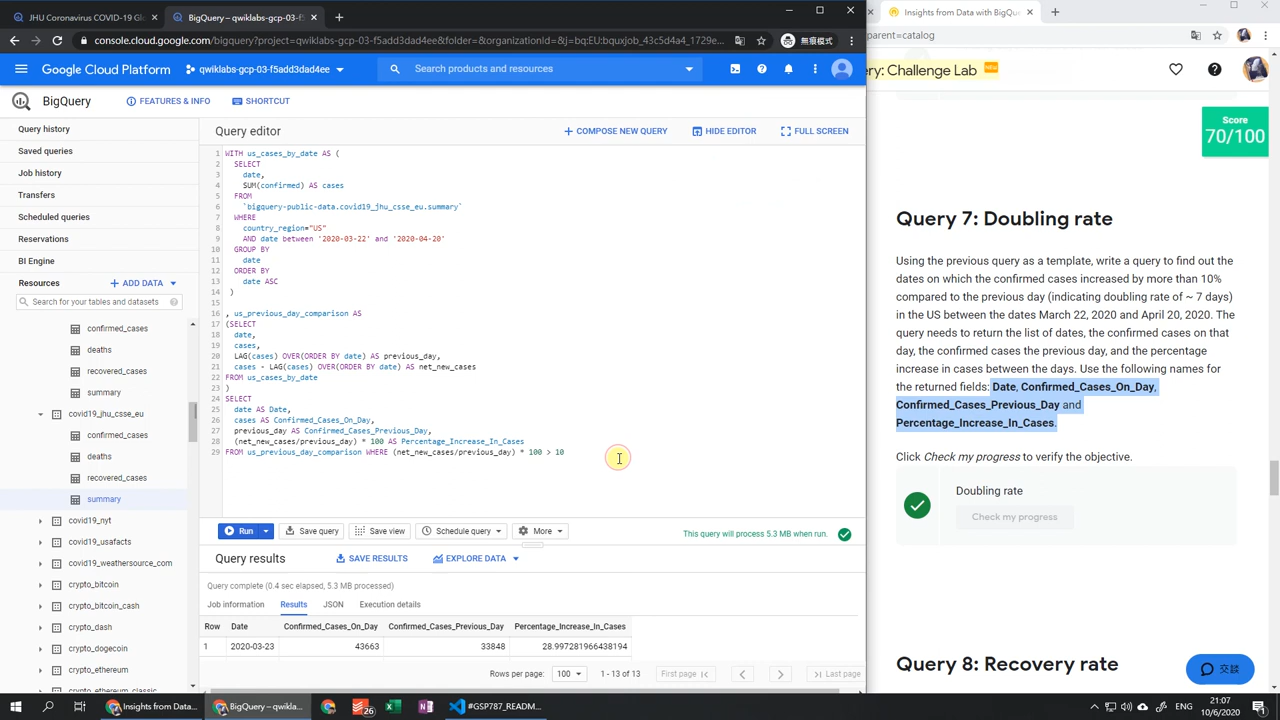 JHU Coronavirus COVID-19 Gl
BigQuery – qwiklabs-gcp-03-f5
console.cloud.google.com/bigquery?project=qwiklabs-gcp-03-f5add3dad4ee&folder=&organizationId=&j=bq:EU:bquxjob_43c5d4a4_1729e...
無痕模式
Google Cloud Platform
qwiklabs-gcp-03-f5add3dad4ee
Search products and resources
BigQuery
FEATURES & INFO
SHORTCUT
Query history
Saved queries
Job history
Transfers
Scheduled queries
Reservations
BI Engine
Resources
ADD DATA
Search for your tables and datasets
confirmed_cases
deaths
recovered_cases
summary
covid19_jhu_csse_eu
confirmed_cases
deaths
recovered_cases
summary
covid19_nyt
covid19_usafacts
covid19_weathersource_com
crypto_bitcoin
crypto_bitcoin_cash
crypto_dash
crypto_dogecoin
crypto_ethereum
crypto_ethereum_classic
Query editor
COMPOSE NEW QUERY
HIDE EDITOR
FULL SCREEN
1 WITH us_cases_by_date AS (
2 SELECT
3 date,
4 SUM(confirmed) AS cases
5 FROM
6 `bigquery-public-data.covid19_jhu_csse_eu.summary`
7 WHERE
8 country_region="US"
9 AND date between '2020-03-22' and '2020-04-20'
10 GROUP BY
11 date
12 ORDER BY
13 date ASC
14 )
15
16 , us_previous_day_comparison AS
17 (SELECT
18 date,
19 cases,
20 LAG(cases) OVER(ORDER BY date) AS previous_day,
21 cases - LAG(cases) OVER(ORDER BY date) AS net_new_cases
22 FROM us_cases_by_date
23 )
24 SELECT
25 date AS Date,
26 cases AS Confirmed_Cases_On_Day,
27 previous_day AS Confirmed_Cases_Previous_Day,
28 (net_new_cases/previous_day) * 100 AS Percentage_Increase_In_Cases
29 FROM us_previous_day_comparison WHERE (net_new_cases/previous_day) * 100 > 10
Run
Save query
Save view
Schedule query
More
This query will process 5.3 MB when run.
Query results
SAVE RESULTS
EXPLORE DATA
Query complete (0.4 sec elapsed, 5.3 MB processed)
Job information
Results
JSON
Execution details
Row Date Confirmed_Cases_On_Day Confirmed_Cases_Previous_Day Percentage_Increase_In_Cases
1 2020-03-23 43663 33848 28.997281966438194
Rows per page:
100
1 - 13 of 13
First page
Last page
Insights from Data with BigQue
parent=catalog
ry: Challenge Lab
NEW
Score
70/100
Query 7: Doubling rate
Using the previous query as a template, write a query to find out the
dates on which the confirmed cases increased by more than 10%
compared to the previous day (indicating doubling rate of ~ 7 days)
in the US between the dates March 22, 2020 and April 20, 2020. The
query needs to return the list of dates, the confirmed cases on that
day, the confirmed cases the previous day, and the percentage
increase in cases between the days. Use the following names for
the returned fields: Date, Confirmed_Cases_On_Day,
Confirmed_Cases_Previous_Day and
Percentage_Increase_In_Cases.
Click Check my progress to verify the objective.
Doubling rate
Check my progress
Query 8: Recovery rate
交談
Insights from Data...
BigQuery – qwikla...
26
#GSP787_READM...
ENG
21:07
10/6/2020
1